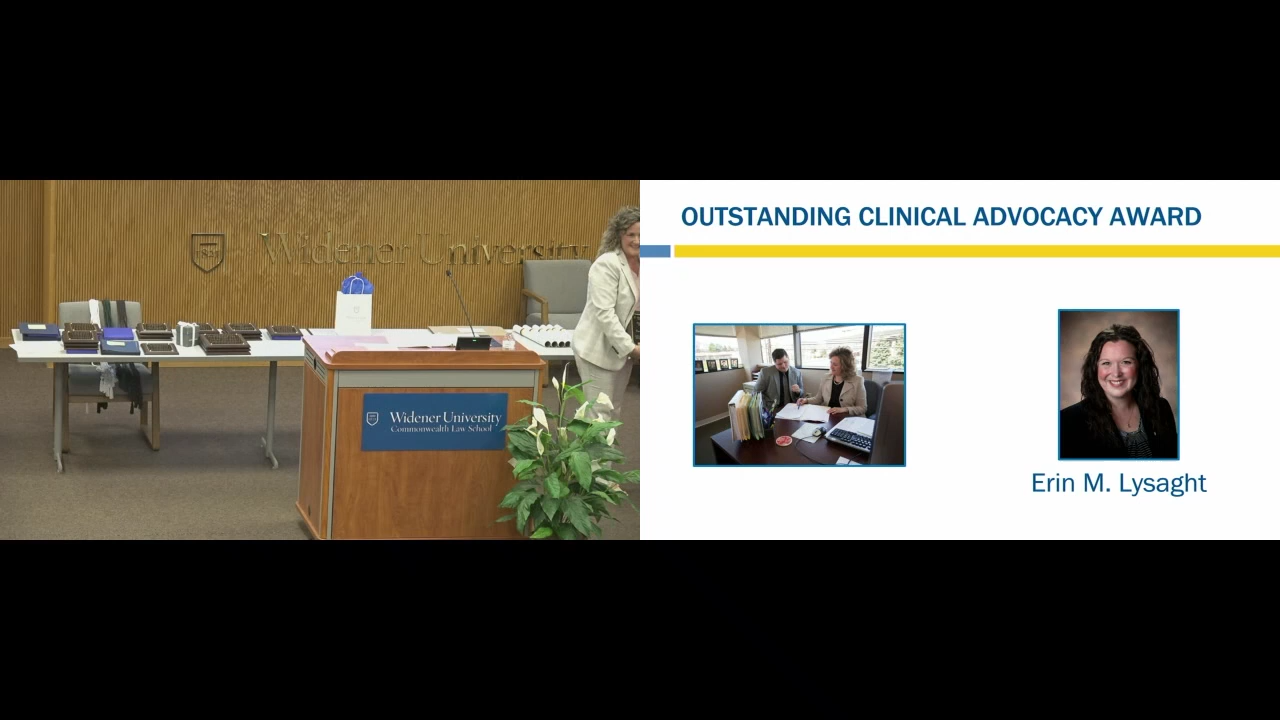 Widener University
Widener University
Commonwealth Law School
OUTSTANDING CLINICAL ADVOCACY AWARD
Erin M. Lysaght